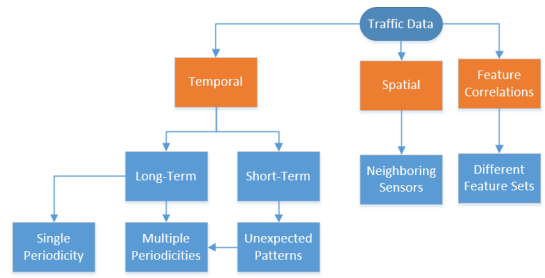 Traffic Data
Temporal
Spatial
Feature
Correlations
Long-Term
Short-Term
Neighboring
Sensors
Different
Feature Sets
Single
Periodicity
Multiple
Periodicities
Unexpected
Patterns